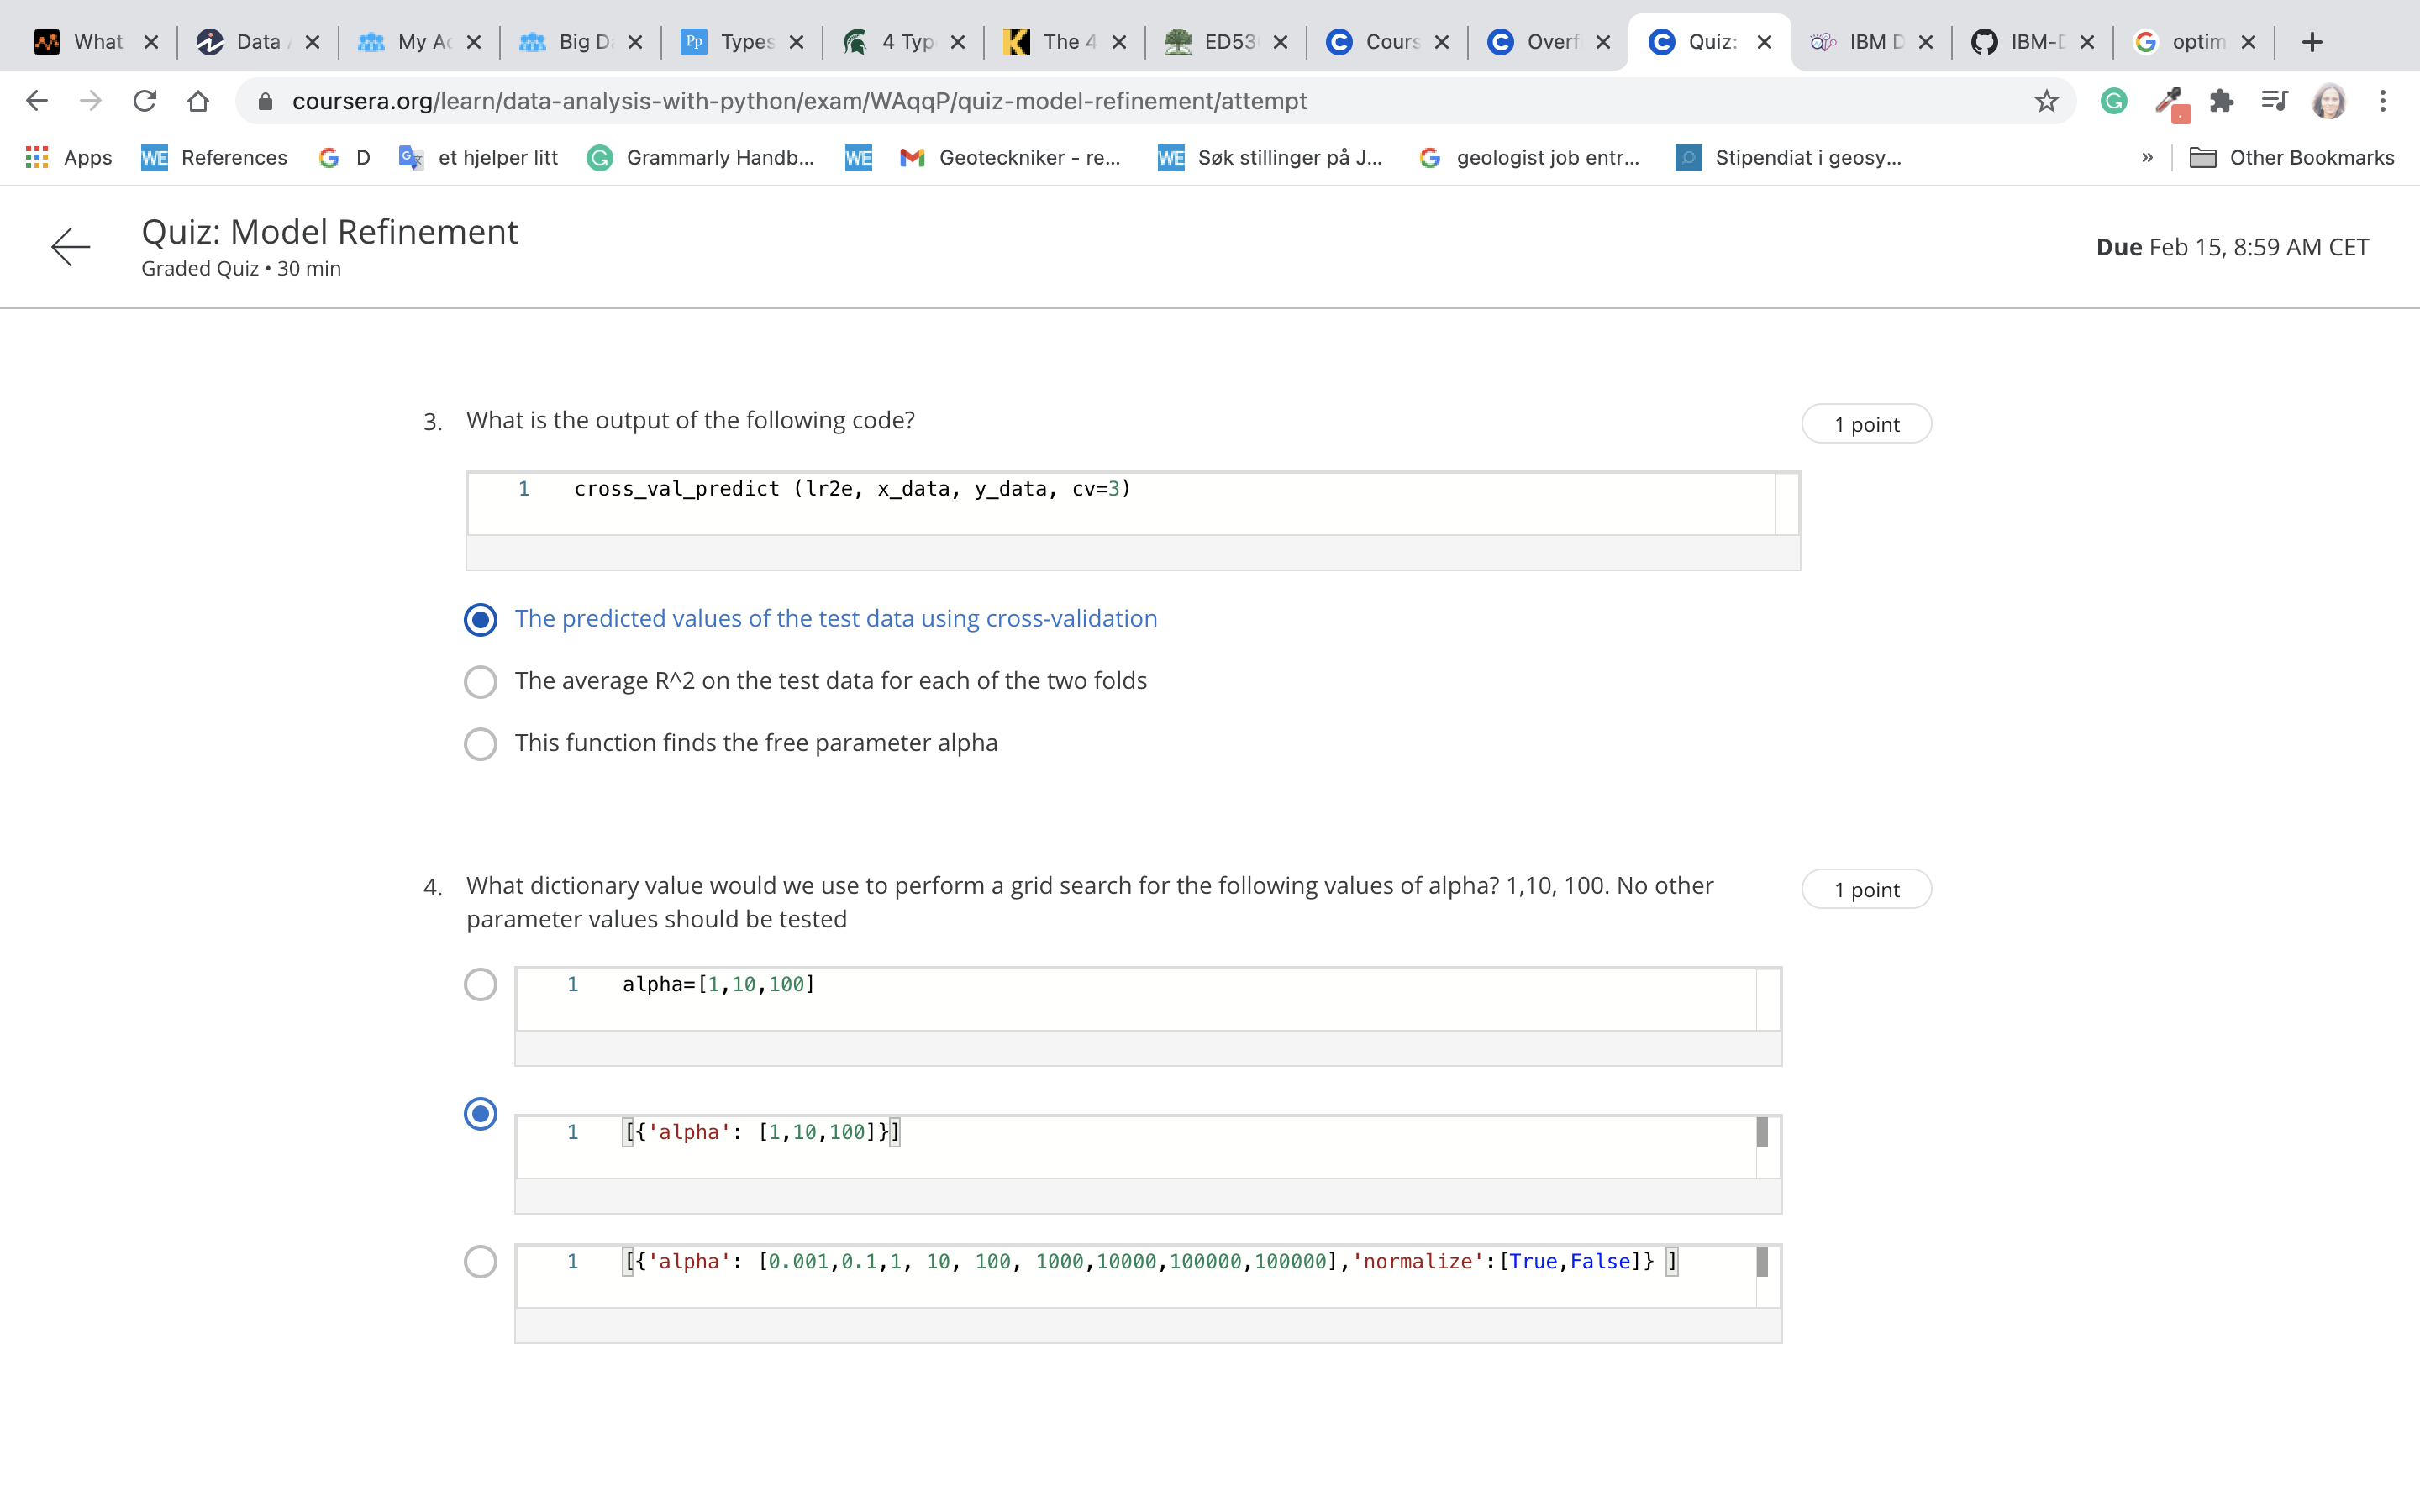 What
Data
My Ac
Big D
Types
4 Typ
The 4
ED53
Cours
Overf
Quiz:
IBM D
IBM-D
optim
coursera.org/learn/data-analysis-with-python/exam/WAqqP/quiz-model-refinement/attempt
Apps
WE References
D
et hjelper litt
Grammarly Handb...
WE
Geoteckniker - re...
WE Søk stillinger på J...
geologist job entr...
Stipendiat i geosy...
»
Other Bookmarks
Quiz: Model Refinement
Graded Quiz • 30 min
Due Feb 15, 8:59 AM CET
3. What is the output of the following code?
1 point
1 cross_val_predict (lr2e, x_data, y_data, cv=3)
The predicted values of the test data using cross-validation
The average R^2 on the test data for each of the two folds
This function finds the free parameter alpha
4. What dictionary value would we use to perform a grid search for the following values of alpha? 1,10, 100. No other
parameter values should be tested
1 point
1 alpha=[1,10,100]
1 [{'alpha': [1,10,100]}]
1 [{'alpha': [0.001,0.1,1, 10, 100, 1000,10000,100000,100000],'normalize':[True,False]} ]